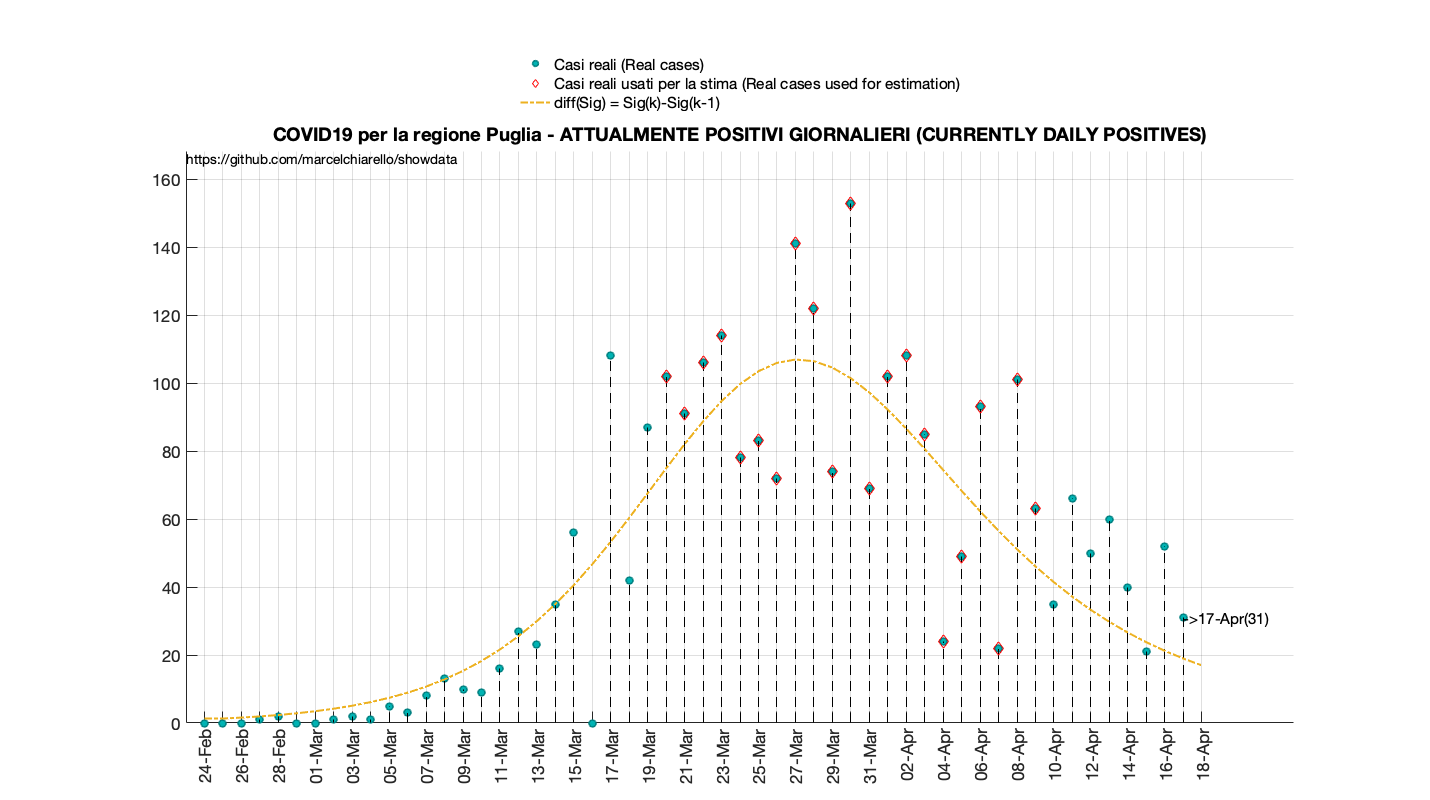 Casi reali (Real cases)
Casi reali usati per la stima (Real cases used for estimation)
diff(Sig) = Sig(k)-Sig(k-1)
COVID19 per la regione Puglia - ATTUALMENTE POSITIVI GIORNALIERI (CURRENTLY DAILY POSITIVES)
https://github.com/marcelchiarello/showdata
160
140
120
100
80
60
40
20
0
->17-Apr(31)
24-Feb
26-Feb
28-Feb
01-Mar
03-Mar
05-Mar
07-Mar
09-Mar
11-Mar
13-Mar
15-Mar
17-Mar
19-Mar
21-Mar
23-Mar
25-Mar
27-Mar
29-Mar
31-Mar
02-Apr
04-Apr
06-Apr
08-Apr
10-Apr
12-Apr
14-Apr
16-Apr
18-Apr